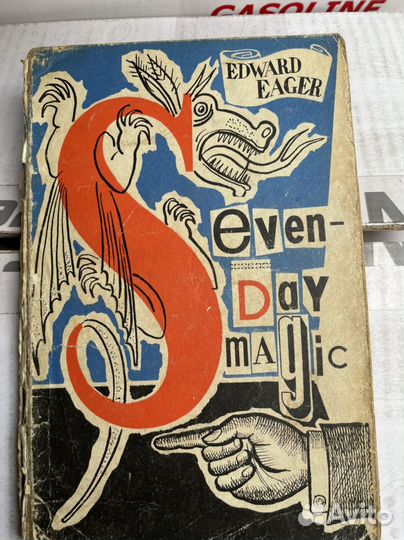 GASOLINE
EDWARD
EAGER
Seven-
Day
magic
Avito